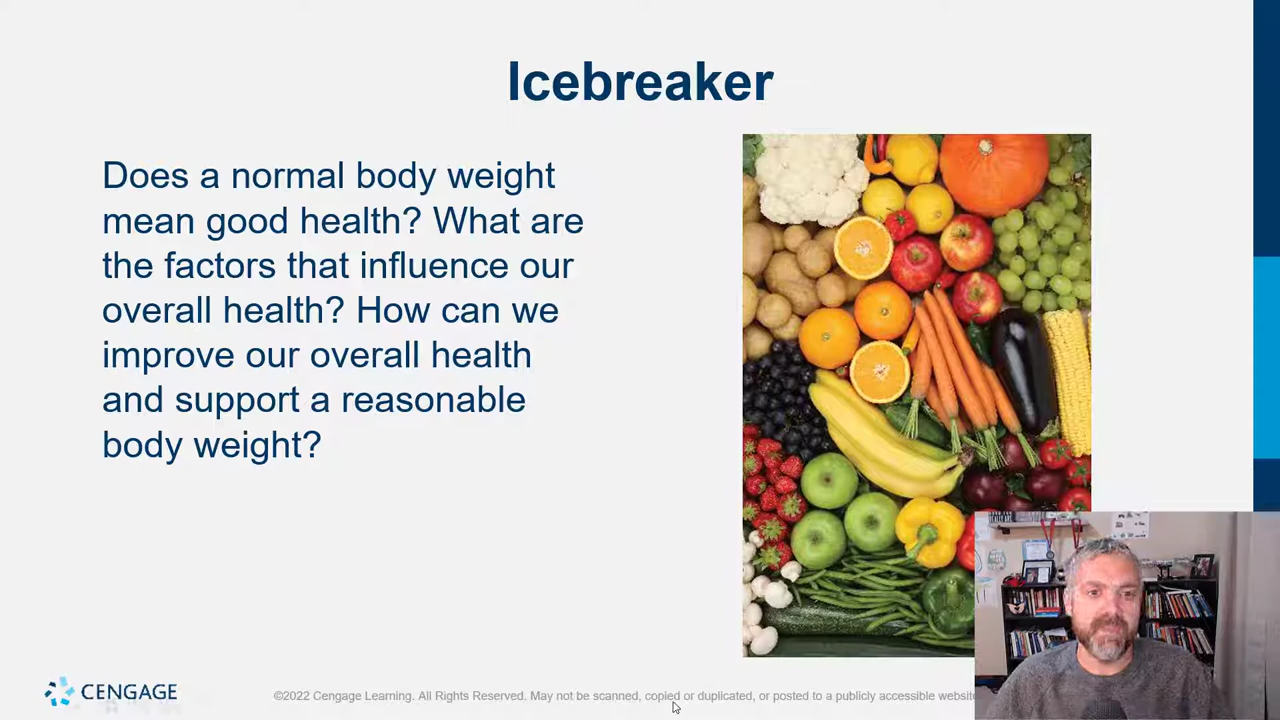 Icebreaker
Does a normal body weight
mean good health? What are
the factors that influence our
overall health? How can we
improve our overall health
and support a reasonable
body weight?
CENGAGE
©2022 Cengage Learning. All Rights Reserved. May not be scanned, copied or duplicated, or posted to a publicly accessible website